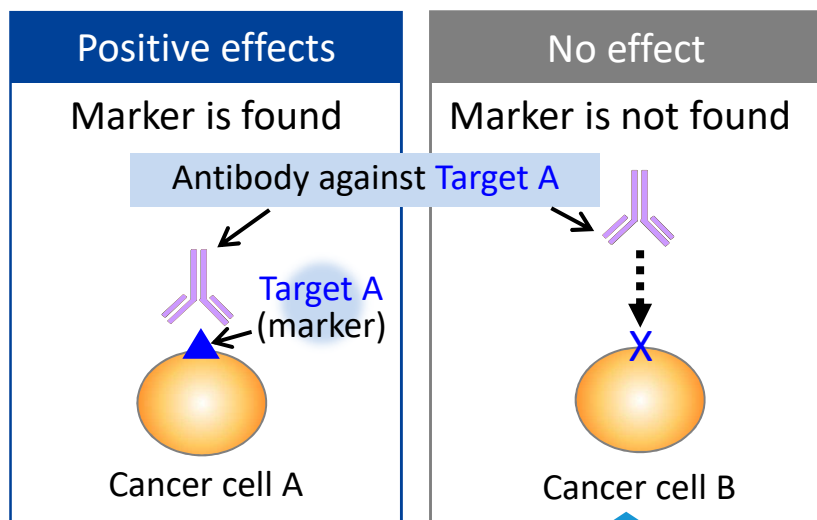 Positive effects
No effect
Marker is found
Marker is not found
Antibody against Target A
Target A
(marker)
X
Cancer cell A
Cancer cell B